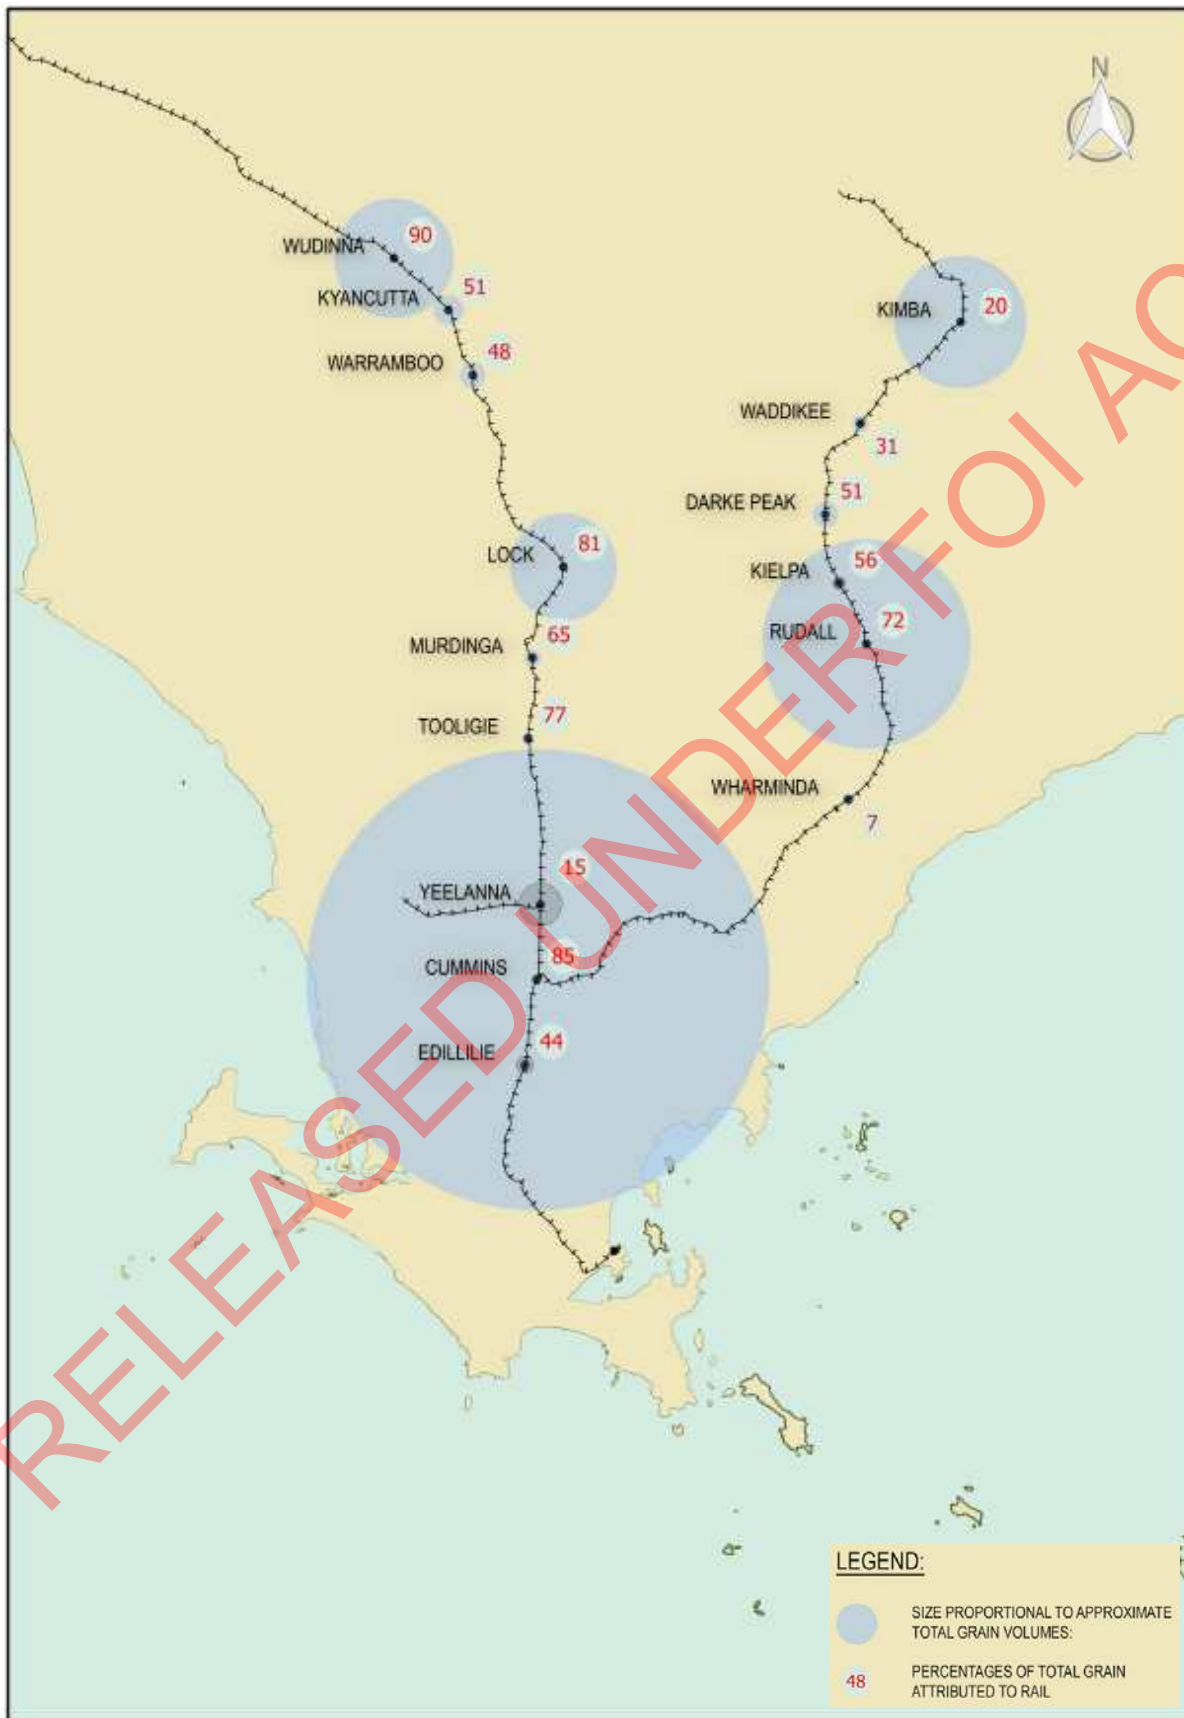 N
WUDINNA
90
KYANCUTTA
51
WARRAMBOO
48
KIMBA
20
WADDIKEE
31
DARKE PEAK
51
LOCK
81
KIELPA
56
RUDALL
72
MURDINGA
65
TOOLIGIE
77
WHARMINDA
7
YEELANNA
15
CUMMINS
85
EDILLILIE
44
RELEASED UNDER FOI AC
LEGEND:
SIZE PROPORTIONAL TO APPROXIMATE
TOTAL GRAIN VOLUMES:
48
PERCENTAGES OF TOTAL GRAIN
ATTRIBUTED TO RAIL